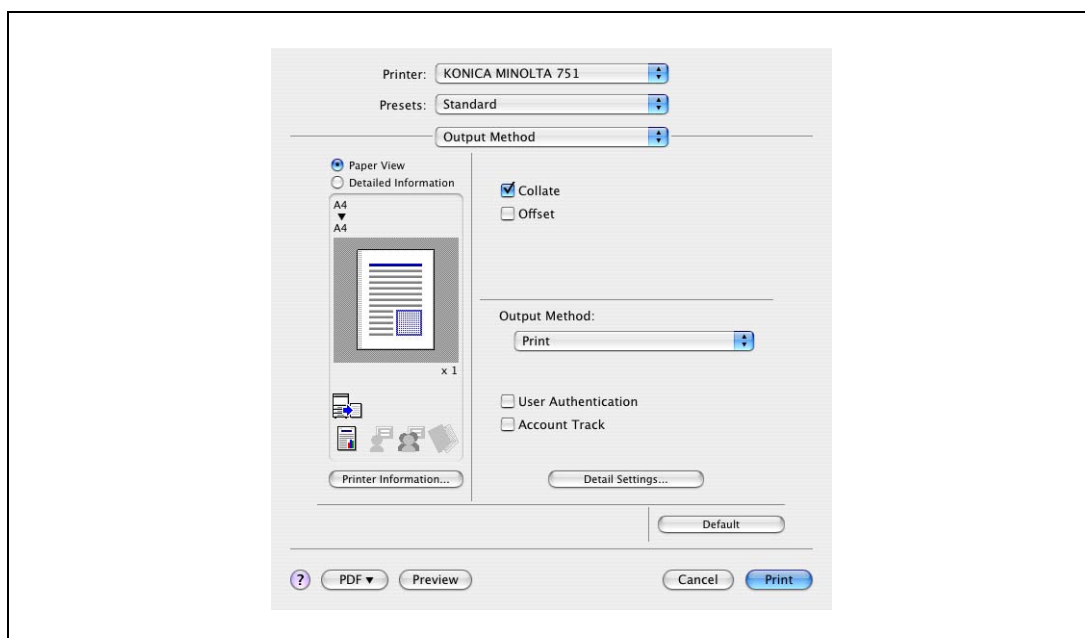 Printer: KONICA MINOLTA 751
Presets: Standard
Output Method
Paper View
Detailed Information
A4
A4
x 1
Printer Information...
Collate
Offset
Output Method:
Print
User Authentication
Account Track
Detail Settings...
Default
? PDF Preview Cancel Print